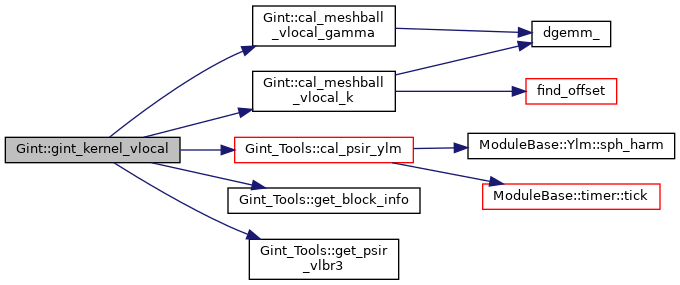 Gint::gint_kernel_vlocal
Gint::cal_meshball
_vlocal_gamma
Gint::cal_meshball
_vlocal_k
Gint_Tools::cal_psir_ylm
Gint_Tools::get_block_info
Gint_Tools::get_psir
_vlbr3
dgemm_
find_offset
ModuleBase::Ylm::sph_harm
ModuleBase::timer::tick